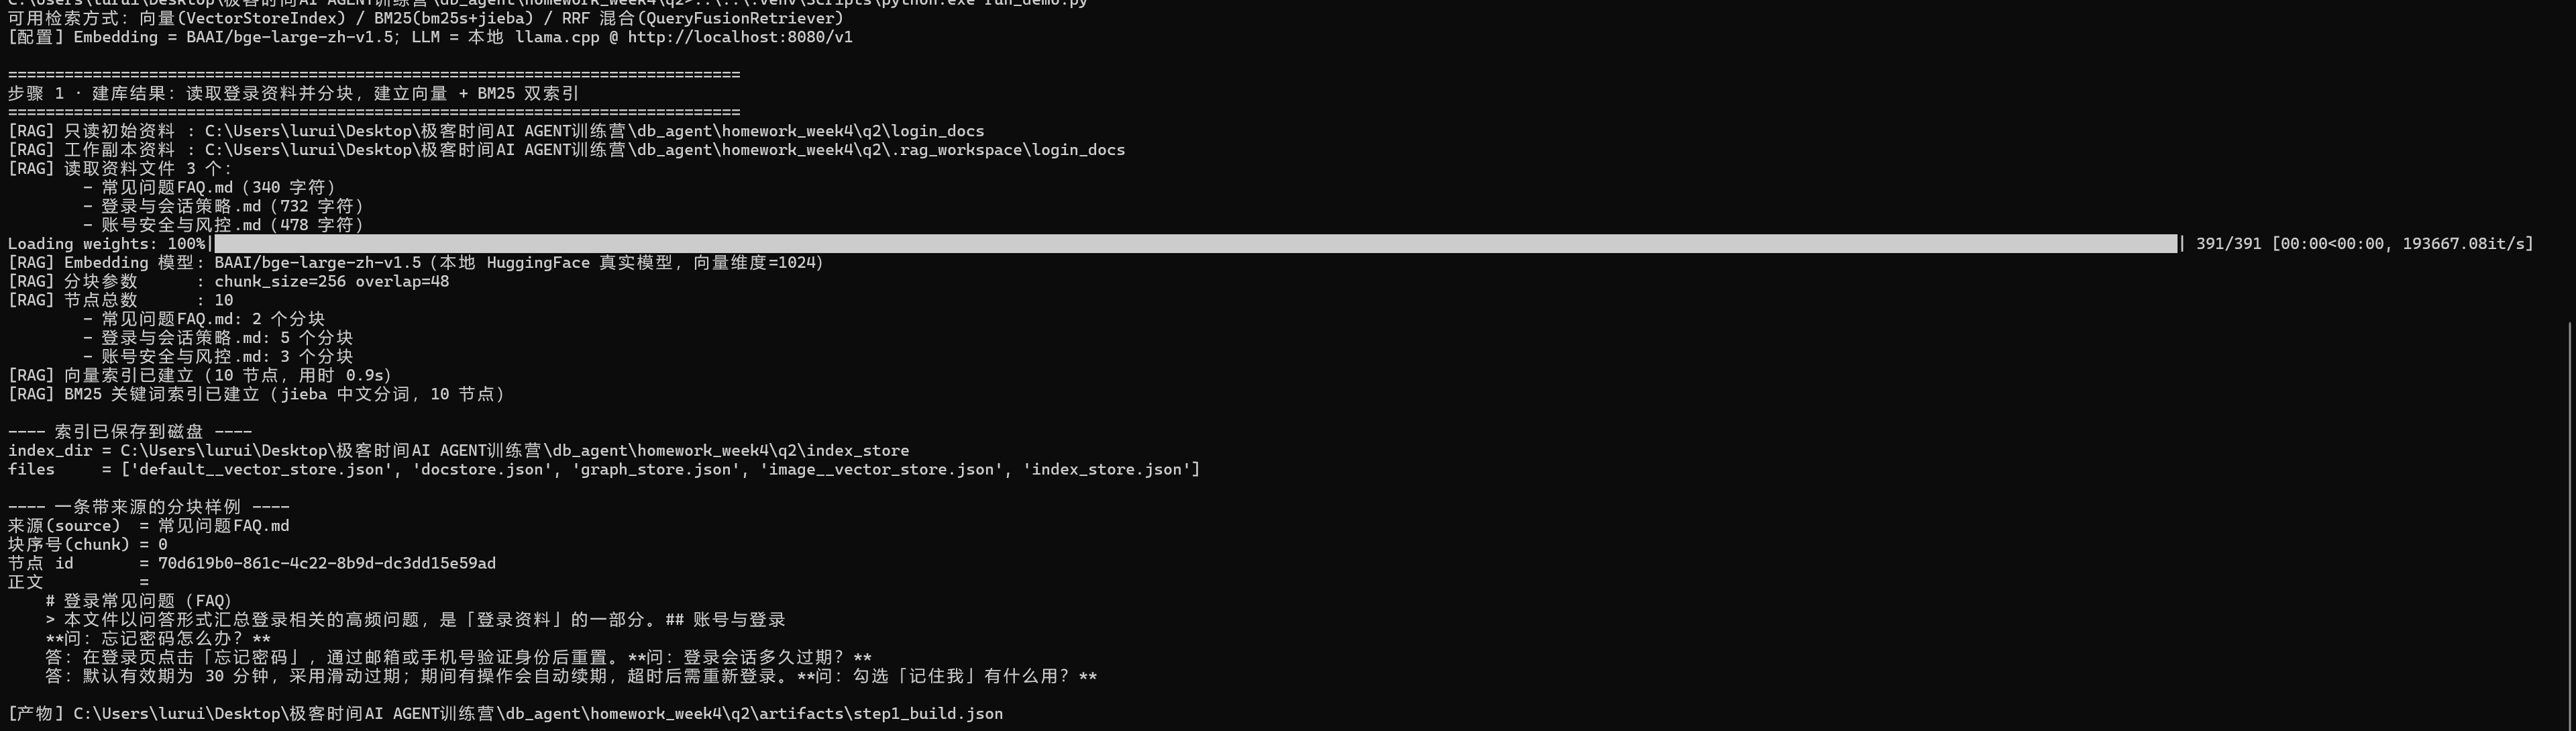 C:\Users\lurui\Desktop\极客时间AI AGENT训练营\db_agent\homework_week4\q2>..\..\.venv\Scripts\python.exe run_demo.py
可用检索方式: 向量(VectorStoreIndex) / BM25(bm25s+jieba) / RRF 混合(QueryFusionRetriever)
[配置] Embedding = BAAI/bge-large-zh-v1.5; LLM = 本地 llama.cpp @ http://localhost:8080/v1
==============================================================================
步骤 1 · 建库结果: 读取登录资料并分块, 建立向量 + BM25 双索引
==============================================================================
[RAG] 只读初始资料 : C:\Users\lurui\Desktop\极客时间AI AGENT训练营\db_agent\homework_week4\q2\login_docs
[RAG] 工作副本资料 : C:\Users\lurui\Desktop\极客时间AI AGENT训练营\db_agent\homework_week4\q2\.rag_workspace\login_docs
[RAG] 读取资料文件 3 个:
- 常见问题FAQ.md (340 字符)
- 登录与会话策略.md (732 字符)
- 账号安全与风控.md (478 字符)
Loading weights: 100%| | 391/391 [00:00<00:00, 193667.08it/s]
[RAG] Embedding 模型: BAAI/bge-large-zh-v1.5 (本地 HuggingFace 真实模型, 向量维度=1024)
[RAG] 分块参数 : chunk_size=256 overlap=48
[RAG] 节点总数 : 10
- 常见问题FAQ.md: 2 个分块
- 登录与会话策略.md: 5 个分块
- 账号安全与风控.md: 3 个分块
[RAG] 向量索引已建立 (10 节点, 用时 0.9s)
[RAG] BM25 关键词索引已建立 (jieba 中文分词, 10 节点)
---- 索引已保存到磁盘 ----
index_dir = C:\Users\lurui\Desktop\极客时间AI AGENT训练营\db_agent\homework_week4\q2\index_store
files = ['default__vector_store.json', 'docstore.json', 'graph_store.json', 'image__vector_store.json', 'index_store.json']
---- 一条带来源的分块样例 ----
来源(source) = 常见问题FAQ.md
块序号(chunk) = 0
节点 id = 70d619b0-861c-4c22-8b9d-dc3dd15e59ad
正文 =
# 登录常见问题 (FAQ)
> 本文件以问答形式汇总登录相关的高频问题, 是「登录资料」的一部分。## 账号与登录
**问: 忘记密码怎么办? **
答: 在登录页点击「忘记密码」, 通过邮箱或手机号验证身份后重置。**问: 登录会话多久过期? **
答: 默认有效期为 30 分钟, 采用滑动过期; 期间有操作会自动续期, 超时后需重新登录。**问: 勾选「记住我」有什么用? **
[产物] C:\Users\lurui\Desktop\极客时间AI AGENT训练营\db_agent\homework_week4\q2\artifacts\step1_build.json